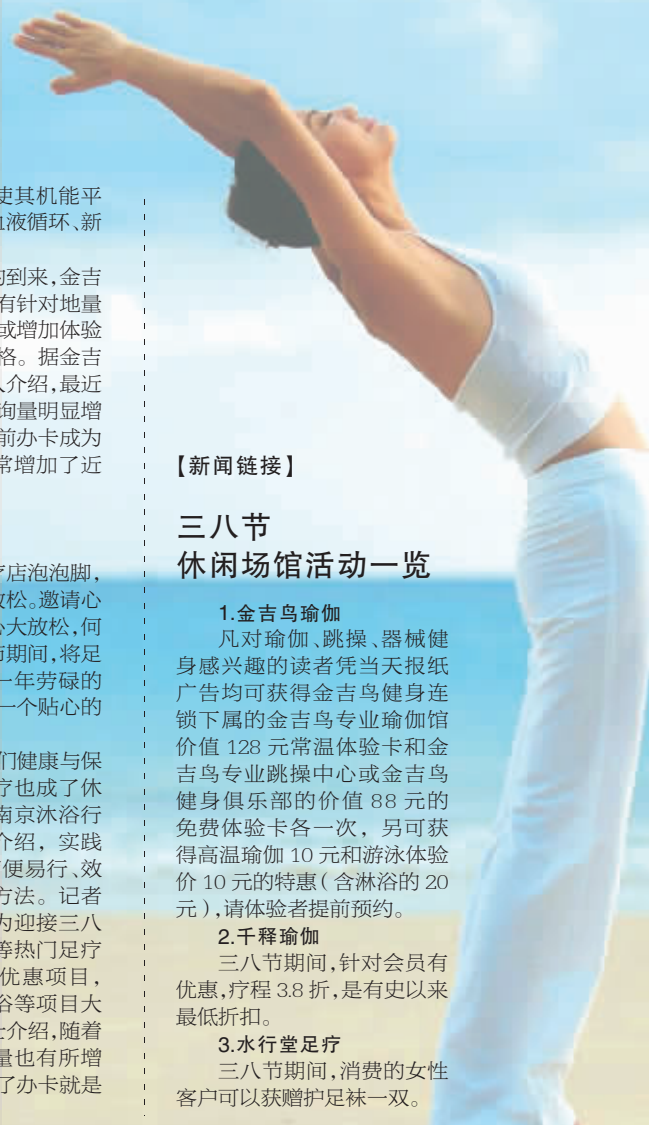 使其机能平
液循环、新
到来,金吉
有针对地量
或增加体验
格。据金吉
介绍,最近
询量明显增
前办卡成为
常增加了近
店泡泡脚,
松。邀请心
大放松,何
期间,将足
一年劳碌的
一个贴心的
们健康与保
疗也成了休
南京沐浴行
介绍，实践
便易行、效
方法。记者
为迎接三八
等热门足疗
优惠项目，
浴等项目大
介绍,随着
量也有所增
了办卡就是
【新闻链接】
三八节
休闲场馆活动一览
1.金吉鸟瑜伽
凡对瑜伽、跳操、器械健
身感兴趣的读者凭当天报纸
广告均可获得金吉鸟健身连
锁下属的金吉鸟专业瑜伽馆
价值 128 元常温体验卡和金
吉鸟专业跳操中心或金吉鸟
健身俱乐部的价值 88 元的
免费体验卡各一次，另可获
得高温瑜伽 10 元和游泳体验
价 10 元的特惠(含淋浴的 20
元),请体验者提前预约。
2.千释瑜伽
三八节期间,针对会员有
优惠,疗程 3.8 折,是有史以来
最低折扣。
3.水行堂足疗
三八节期间,消费的女性
客户可以获赠护足袜一双。